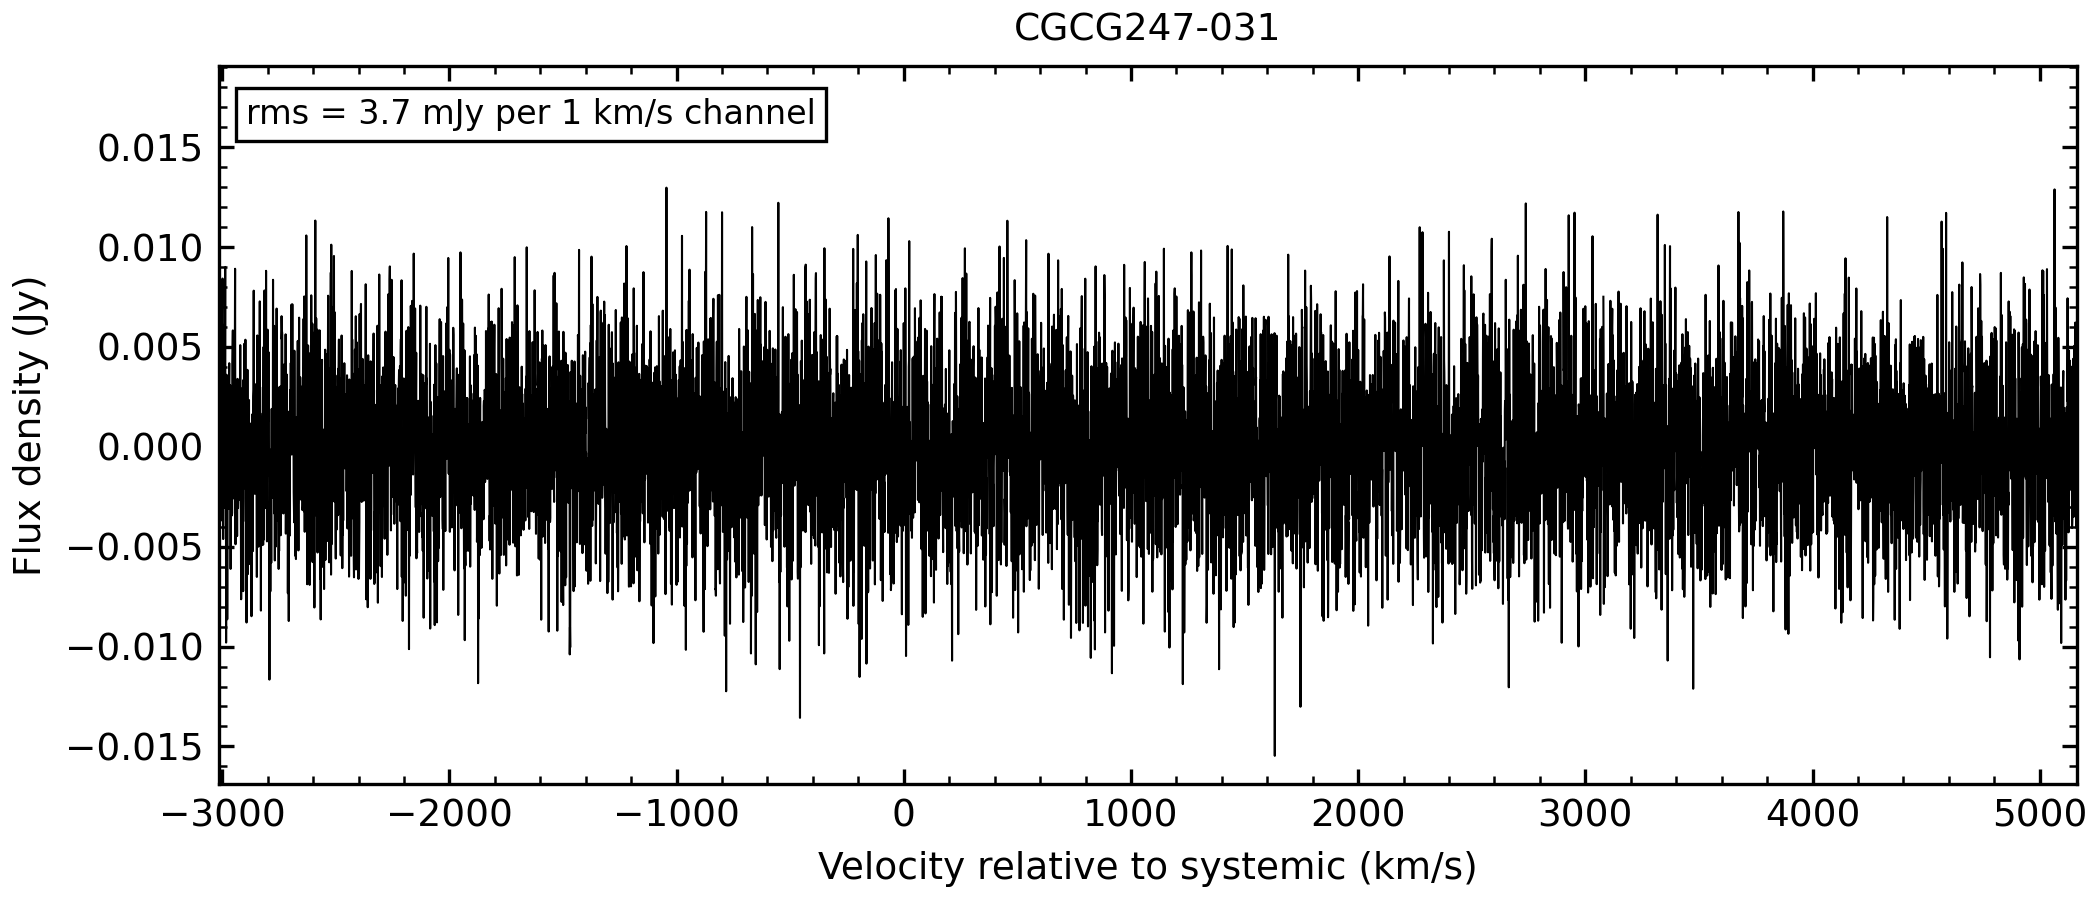 CGCG247-031
rms = 3.7 mJy per 1 km/s channel
0.015
0.010
0.005
0.000
−0.005
−0.010
−0.015
Flux density (Jy)
−3000 −2000 −1000 0 1000 2000 3000 4000 5000
Velocity relative to systemic (km/s)